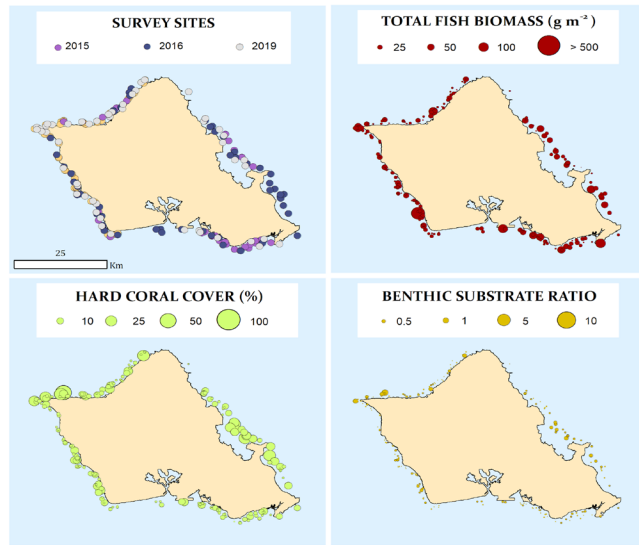 SURVEY SITES
2015 2016 2019
25
Km
TOTAL FISH BIOMASS (g m⁻²)
25 50 100 > 500
HARD CORAL COVER (%)
10 25 50 100
BENTHIC SUBSTRATE RATIO
0.5 1 5 10